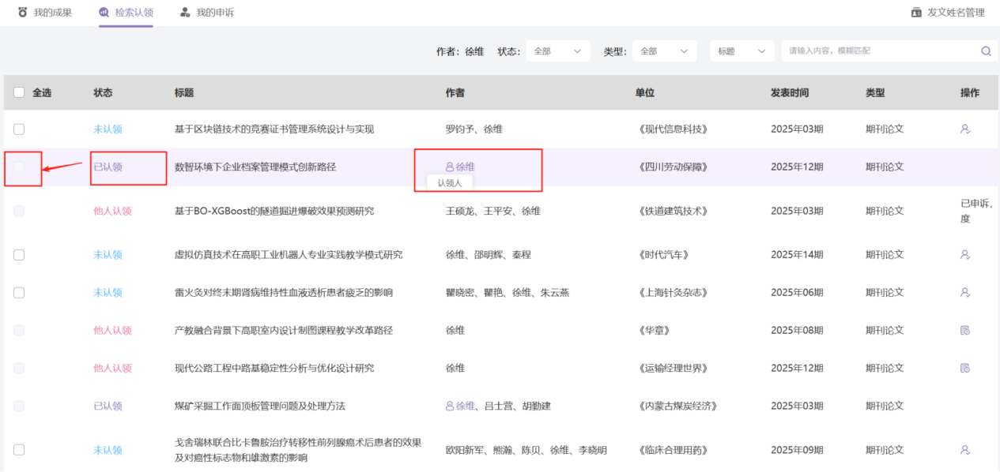 我的成果 检索认领 我的申诉 发文姓名管理
作者：徐维 状态： 全部 类型： 全部 标题 请输入内容，模糊匹配
全选 状态 标题 作者 单位 发表时间 类型 操作
未认领 基于区块链技术的竞赛证书管理系统设计与实现 罗钧予、徐维 《现代信息科技》 2025年03期 期刊论文
已认领 数智环境下企业档案管理模式创新路径 徐维 《四川劳动保障》 2025年12期 期刊论文
认领人
他人认领 基于BO-XGBoost的隧道掘进爆破效果预测研究 王硕龙、王平安、徐维 《铁道建筑技术》 2025年03期 期刊论文 已申诉，
度
未认领 虚拟仿真技术在高职工业机器人专业实践教学模式研究 徐维、邵明辉、秦程 《时代汽车》 2025年14期 期刊论文
未认领 雷火灸对终末期肾病维持性血液透析患者疲乏的影响 瞿晓密、瞿艳、徐维、朱云燕 《上海针灸杂志》 2025年06期 期刊论文
他人认领 产教融合背景下高职室内设计制图课程教学改革路径 徐维 《华章》 2025年08期 期刊论文
他人认领 现代公路工程中路基稳定性分析与优化设计研究 徐维 《运输经理世界》 2025年12期 期刊论文
已认领 煤矿采掘工作面顶板管理问题及处理方法 徐维、吕士营、胡勤建 《内蒙古煤炭经济》 2025年03期 期刊论文
戈舍瑞林联合比卡鲁胺治疗转移性前列腺癌术后患者的效果
未认领 及对癌性标志物和雄激素的影响 欧阳新军、熊瀚、陈贝、徐维、李晓明 《临床合理用药》 2025年09期 期刊论文